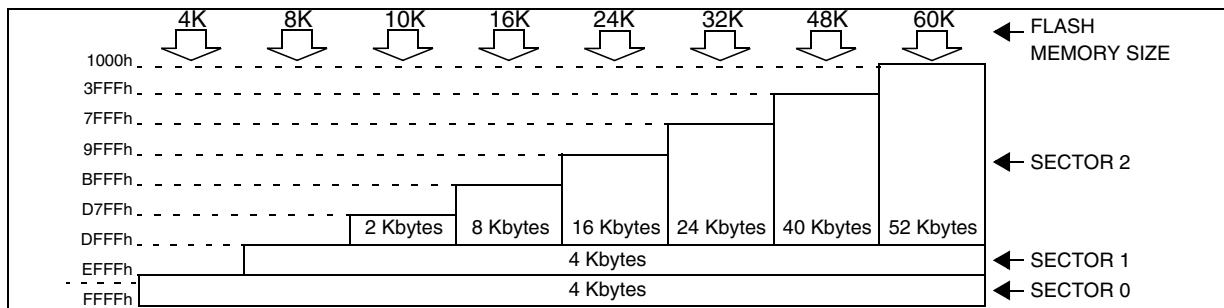 4K 8K 10K 16K 24K 32K 48K 60K
FLASH
MEMORY SIZE
1000h
3FFFh
7FFFh
9FFFh
SECTOR 2
BFFFh
D7FFh
2 Kbytes 8 Kbytes 16 Kbytes 24 Kbytes 40 Kbytes 52 Kbytes
DFFFh
4 Kbytes
SECTOR 1
EFFFh
4 Kbytes
SECTOR 0
FFFFh